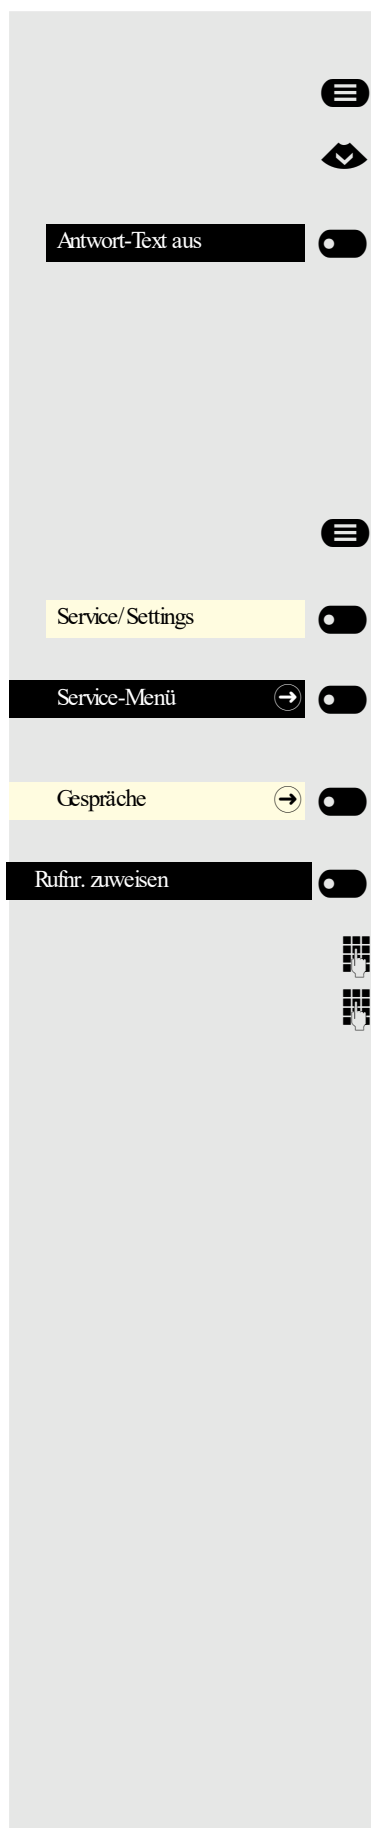 Antwort-Text aus
Service/Settings
Service-Menü
Gespräche
Rufnr. zuweisen